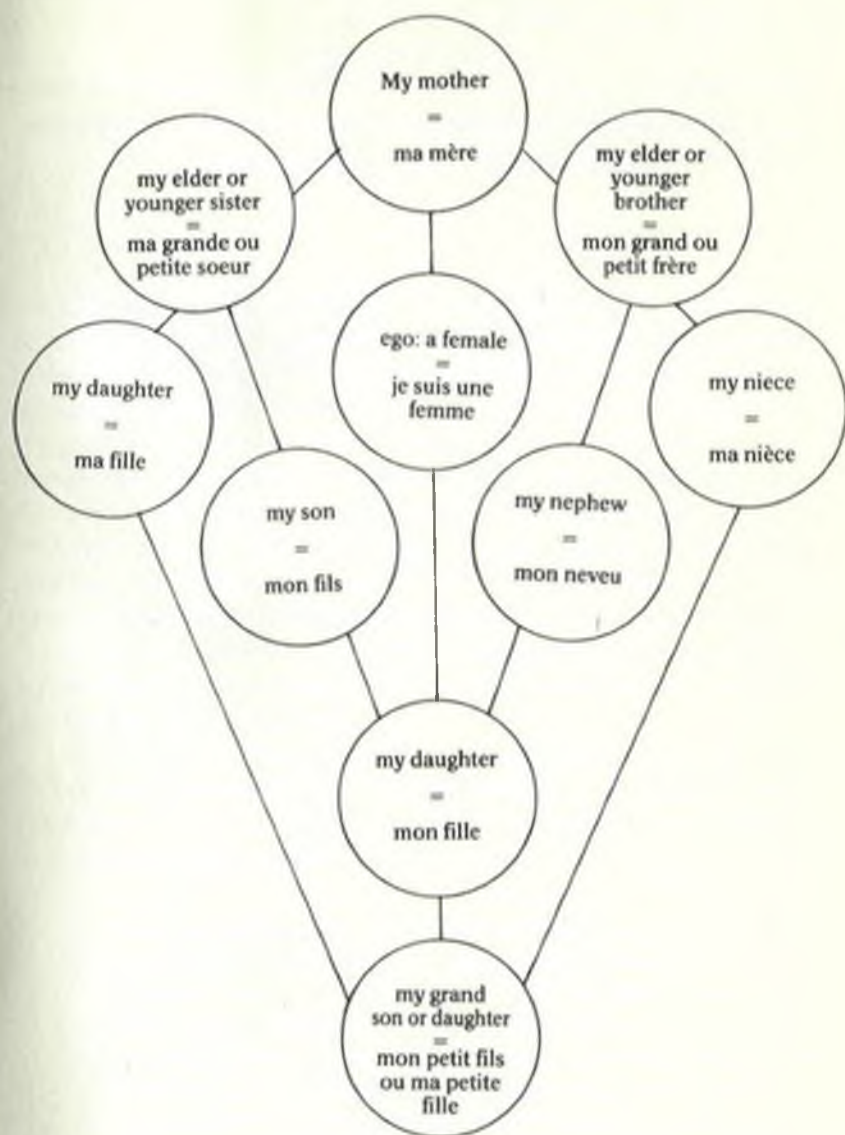 My mother
=
ma mère
my elder or
younger sister
=
ma grande ou
petite soeur
my elder or
younger
brother
=
mon grand ou
petit frère
ego: a female
=
je suis une
femme
my daughter
=
ma fille
my niece
=
ma nièce
my son
=
mon fils
my nephew
=
mon neveu
my daughter
=
mon fille
my grand
son or daughter
=
mon petit fils
ou ma petite
fille